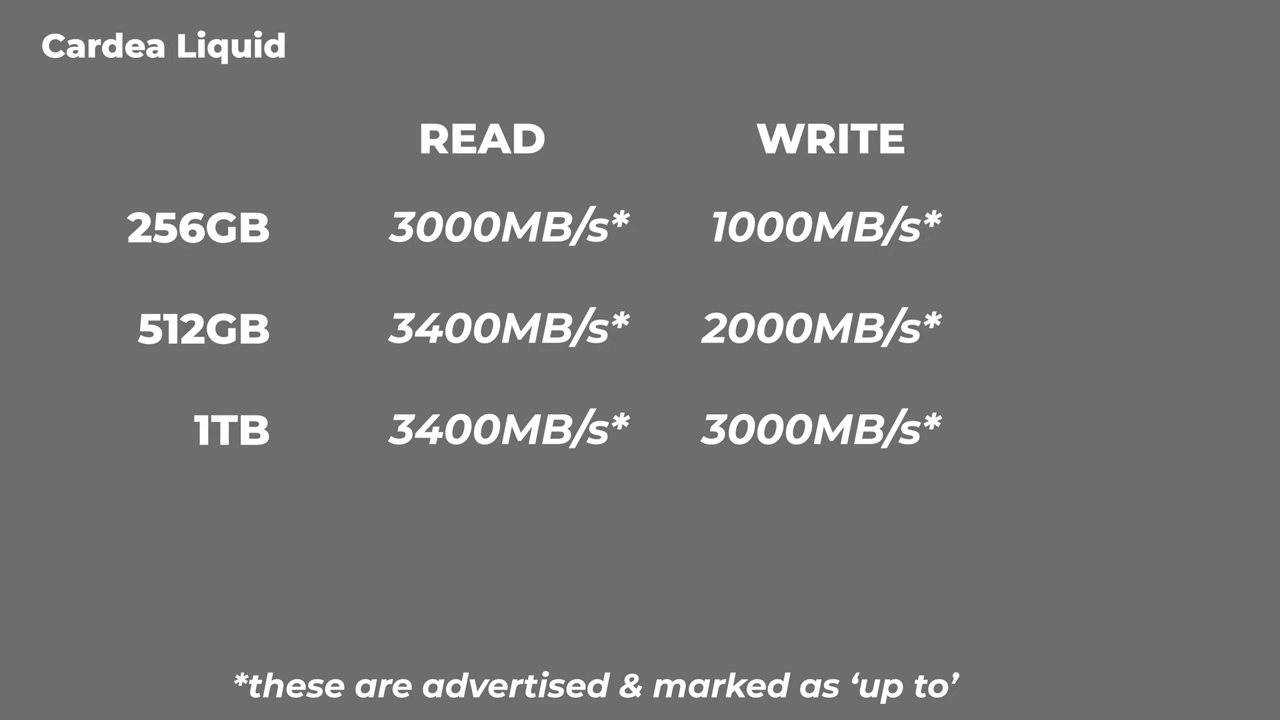 Cardea Liquid
READ WRITE
256GB 3000MB/s* 1000MB/s*
512GB 3400MB/s* 2000MB/s*
1TB 3400MB/s* 3000MB/s*
*these are advertised & marked as ‘up to’